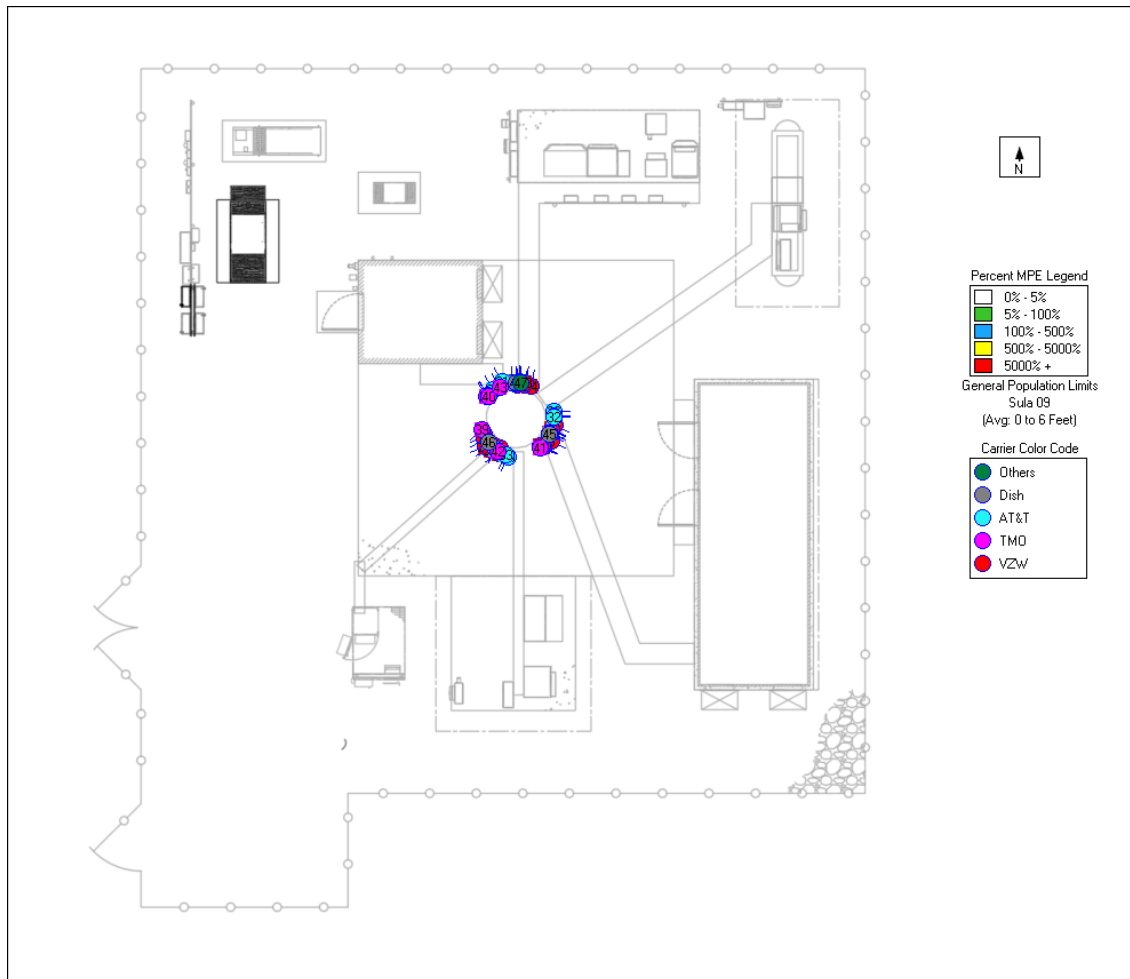 N
Percent MPE Legend
0% - 5%
5% - 100%
100% - 500%
500% - 5000%
5000% +
General Population Limits
Sula 09
(Avg: 0 to 6 Feet)
Carrier Color Code
Others
Dish
AT&T
TMO
VZW
43
47
40
32
39
45
46
41
42